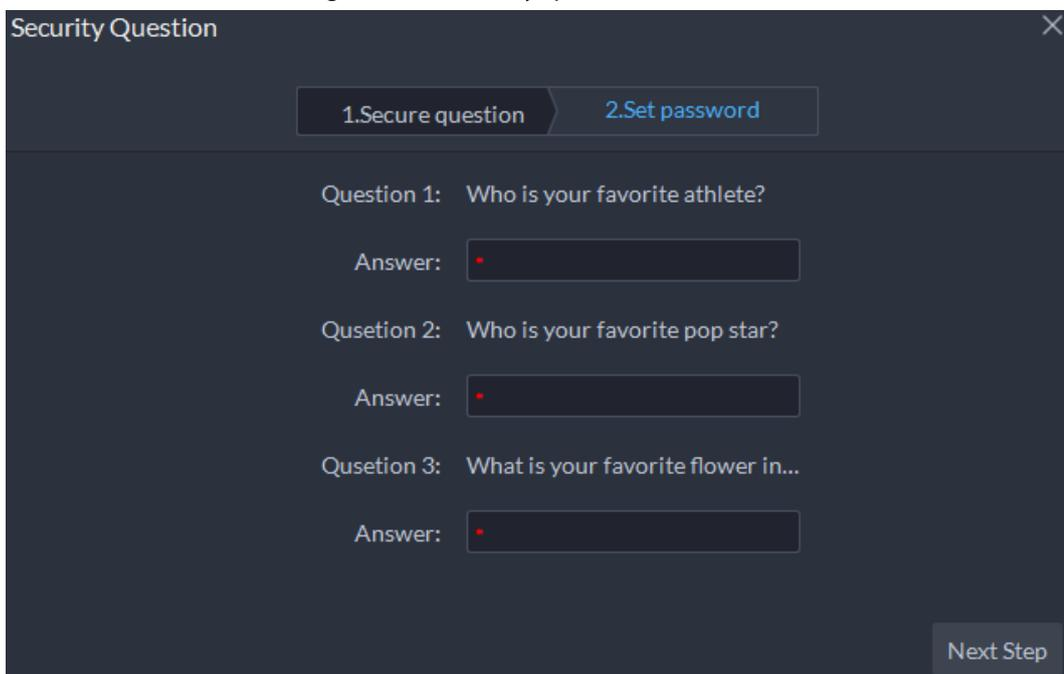 Security Question
1.Secure question
2.Set password
Question 1: Who is your favorite athlete?
Answer:
Qusetion 2: Who is your favorite pop star?
Answer:
Qusetion 3: What is your favorite flower in...
Answer:
Next Step